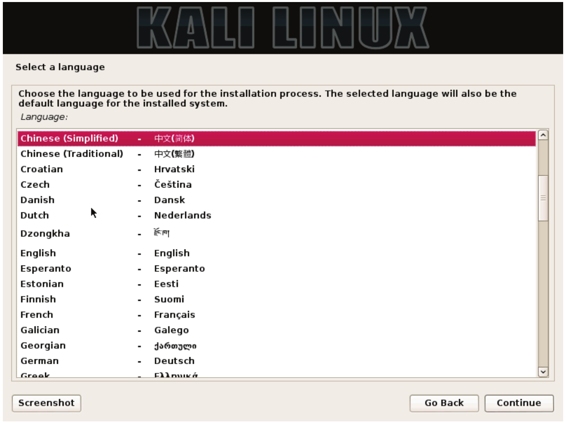 KALI LINUX
Select a language
Choose the language to be used for the installation process. The selected language will also be the
default language for the installed system.
Language:
Chinese (Simplified) - 中文(简体)
Chinese (Traditional) - 中文(繁體)
Croatian - Hrvatski
Czech - Čeština
Danish - Dansk
Dutch - Nederlands
Dzongkha - རྫོང་ཁ།
English - English
Esperanto - Esperanto
Estonian - Eesti
Finnish - Suomi
French - Français
Galician - Galego
Georgian - ქართული
German - Deutsch
Greek - Ελληνικά
Screenshot Go Back Continue